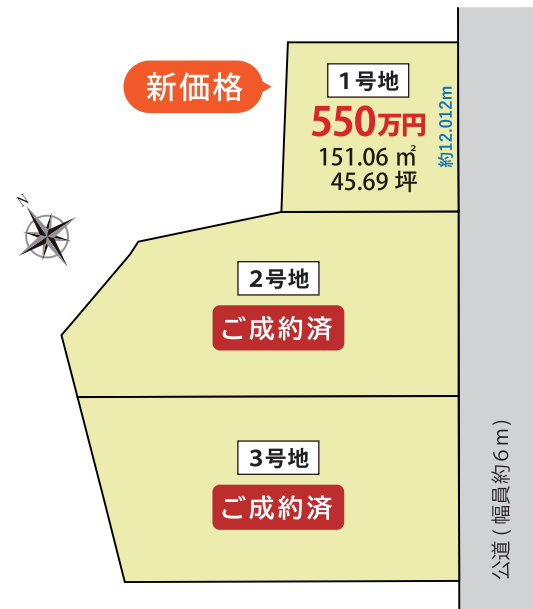 新価格
1号地
550万円
151.06 ㎡
45.69 坪
約12.012m
N
2号地
ご成約済
3号地
ご成約済
公道(幅員約6m)